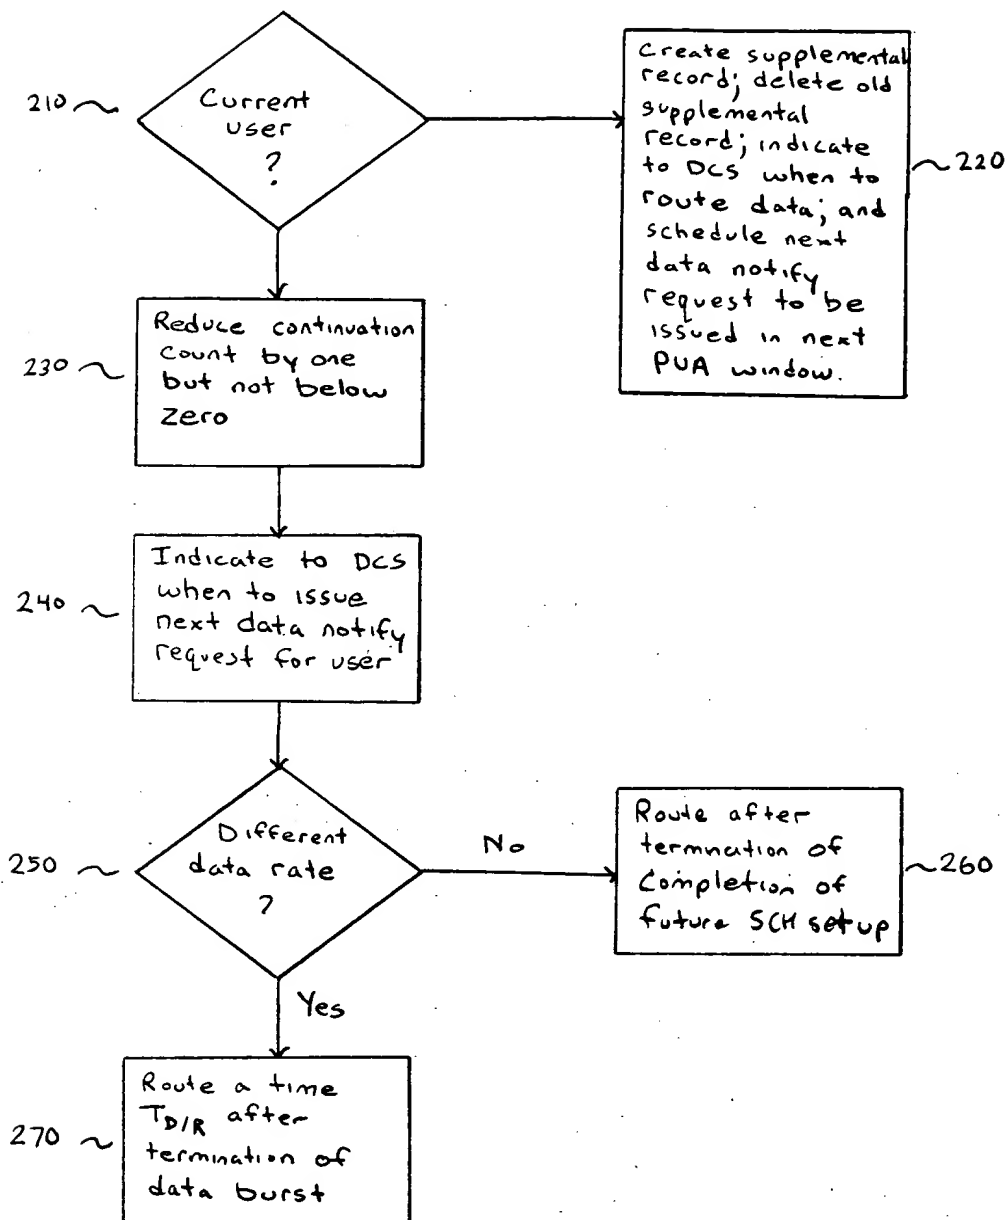 210
Current
user
?
Create supplemental
record; delete old
supplemental
record; indicate
to DCS when to
route data; and
schedule next
data notify
request to be
issued in next
PUA window.
220
230
Reduce continuation
count by one
but not below
zero
240
Indicate to DCS
when to issue
next data notify
request for user
250
Different
data rate
?
No
Route after
termnation of
Completion of
future SCH setup
260
Yes
270
Route a time
TD/R after
termination of
data burst